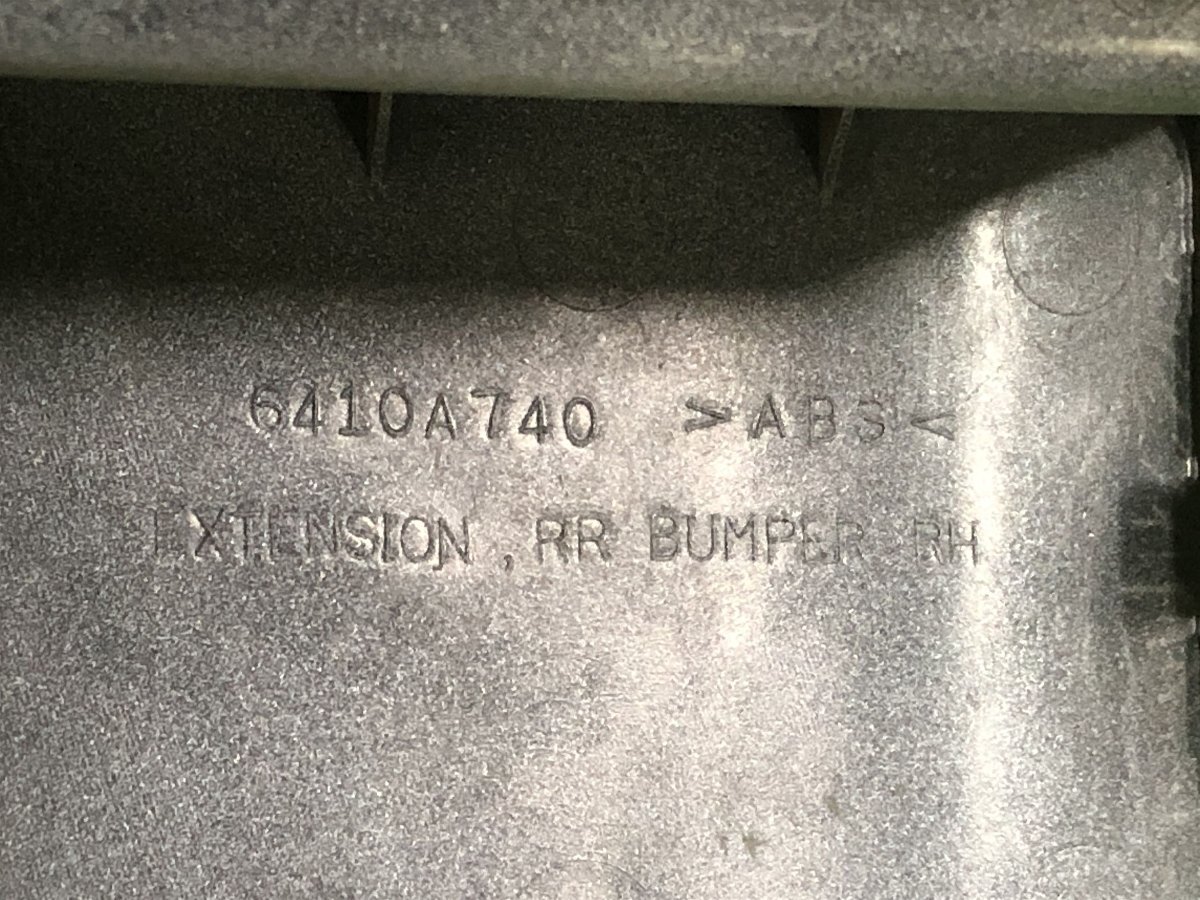 6410A740 >ABS<
EXTENSION, RR BUMPER RH